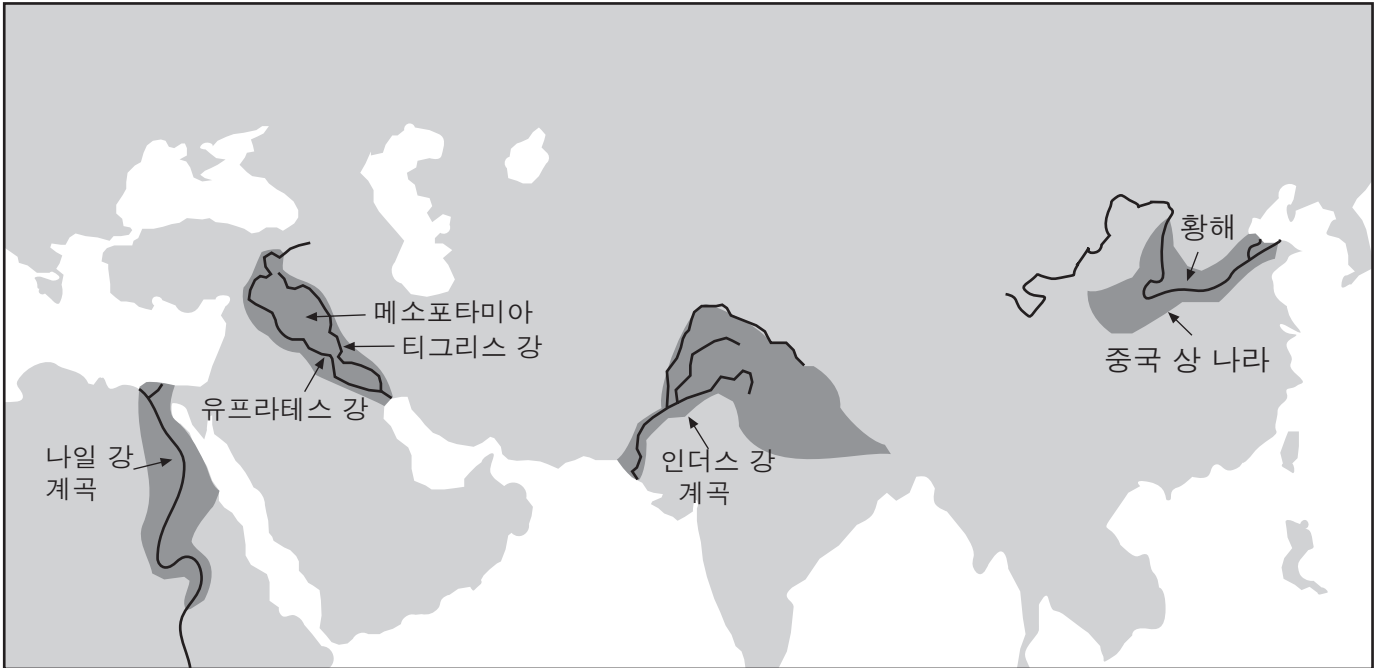 황해
메소포타미아
티그리스 강
중국 상 나라
유프라테스 강
나일 강
계곡
인더스 강
계곡